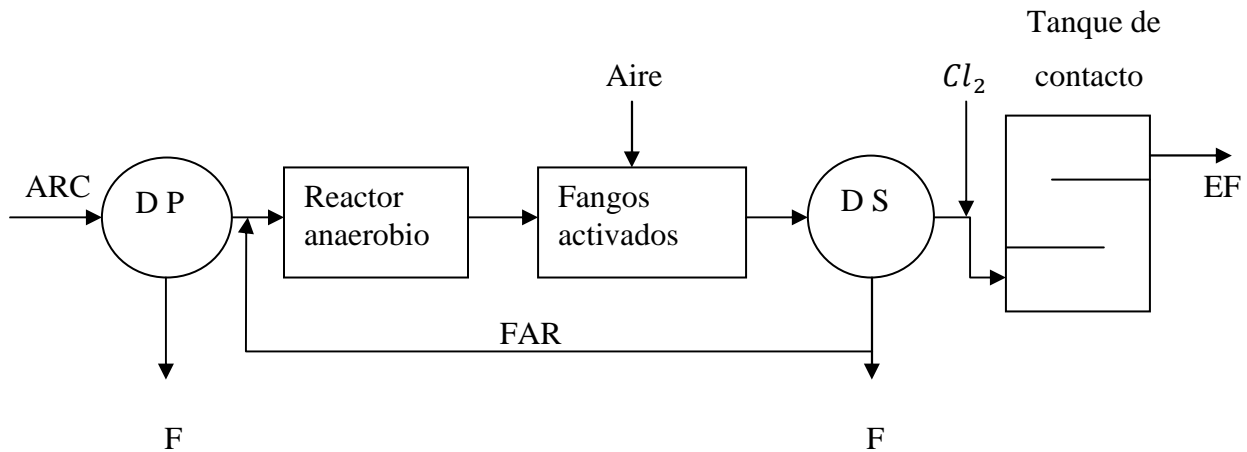 Tanque de
contacto
Aire
Cl₂
ARC
D P
Reactor
anaerobio
Fangos
activados
D S
EF
FAR
F
F